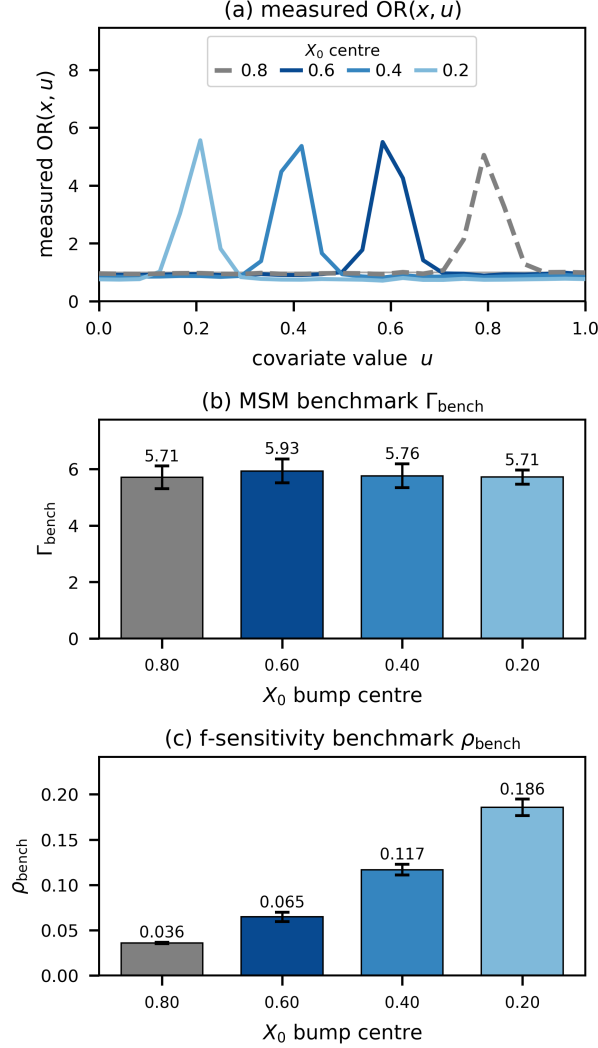 (a) measured OR(x, u)
measured OR(x, u)
8
6
4
2
0
X₀ centre
0.8 0.6 0.4 0.2
0.0 0.2 0.4 0.6 0.8 1.0
covariate value u
(b) MSM benchmark Γbench
Γbench
6
4
2
0
5.71 5.93 5.76 5.71
0.80 0.60 0.40 0.20
X₀ bump centre
(c) f-sensitivity benchmark ρbench
ρbench
0.20
0.15
0.10
0.05
0.00
0.036 0.065 0.117 0.186
0.80 0.60 0.40 0.20
X₀ bump centre